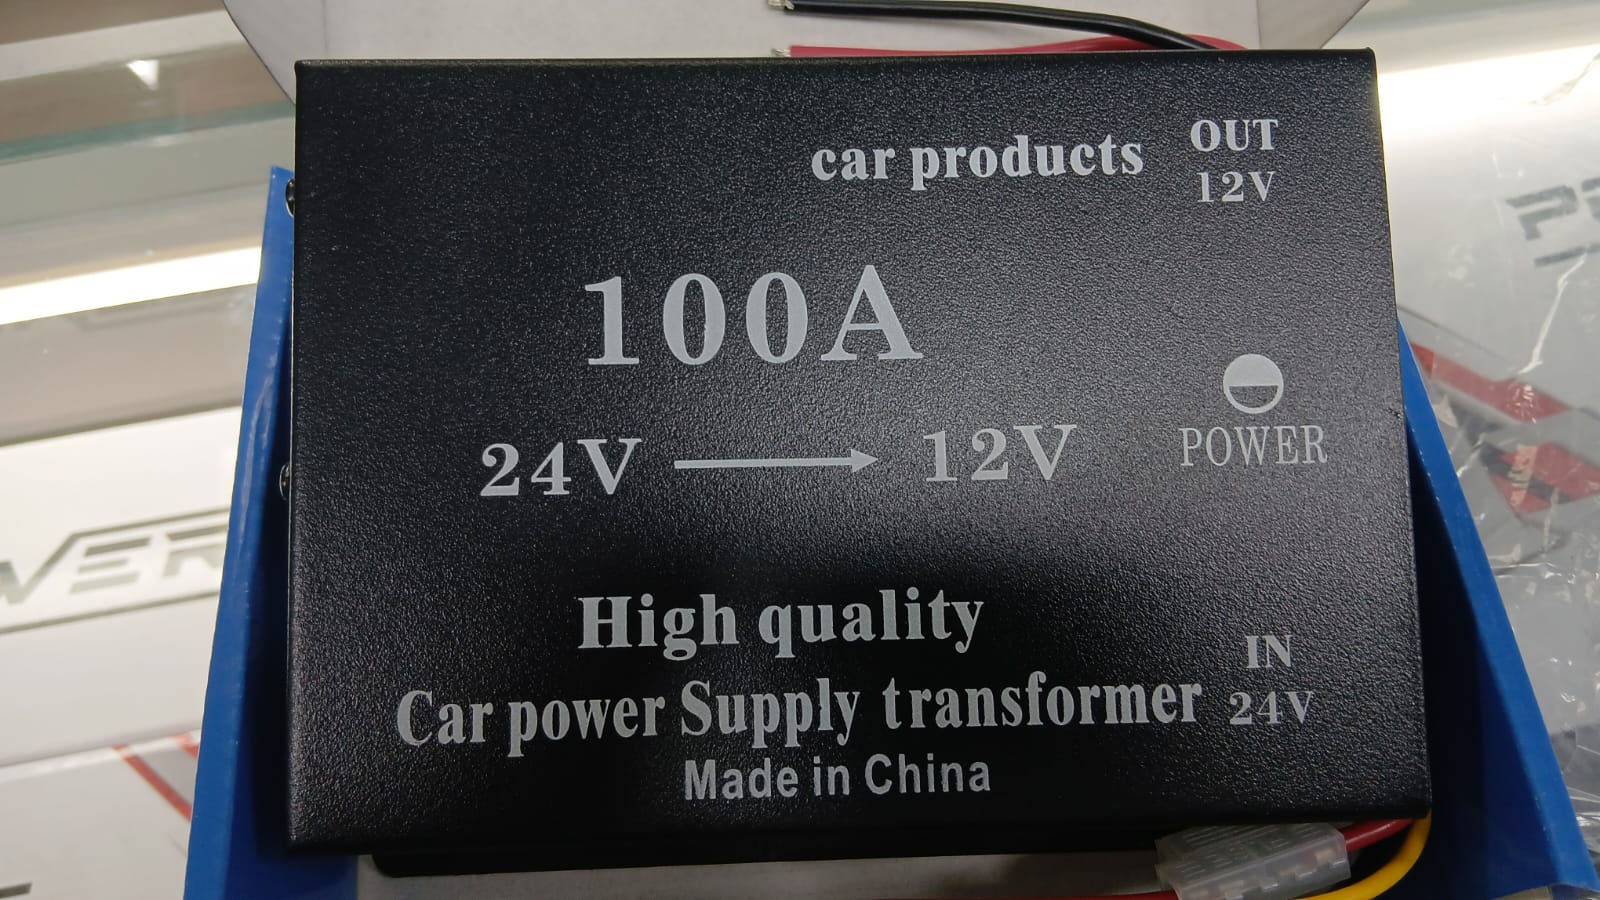 car products
OUT
12V
100A
24V
12V
POWER
High quality
Car power Supply transformer
IN
24V
Made in China